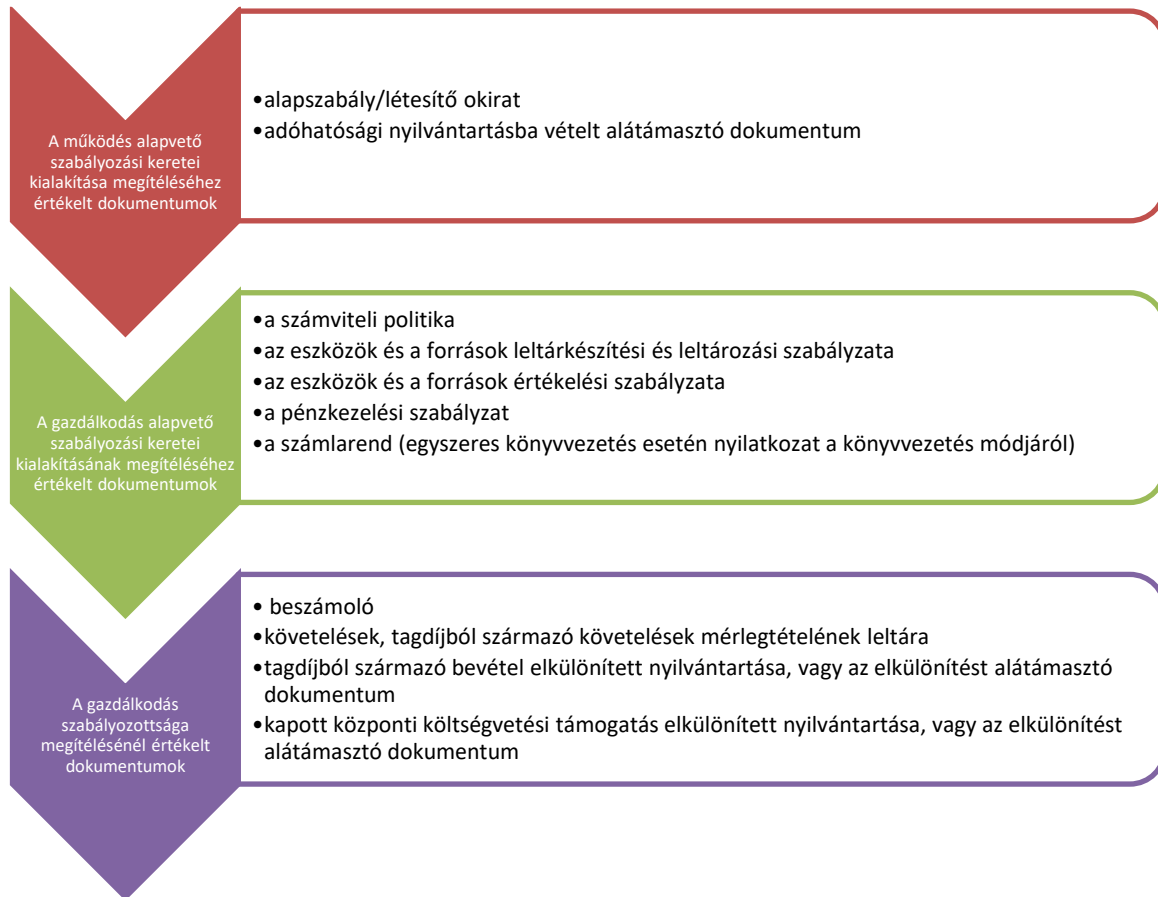 A működés alapvető
szabályozási keretei
kialakítása megítéléséhez
értékelt dokumentumok
•alapszabály/létesítő okirat
•adóhatósági nyilvántartásba vételt alátámasztó dokumentum
A gazdálkodás alapvető
szabályozási keretei
kialakításának megítéléséhez
értékelt dokumentumok
•a számviteli politika
•az eszközök és a források leltárkészítési és leltározási szabályzata
•az eszközök és a források értékelési szabályzata
•a pénzkezelési szabályzat
•a számlarend (egyszeres könyvvezetés esetén nyilatkozat a könyvvezetés módjáról)
A gazdálkodás
szabályozottsága
megítélésénél értékelt
dokumentumok
• beszámoló
•követelések, tagdíjból származó követelések mérlegtételének leltára
•tagdíjból származó bevétel elkülönített nyilvántartása, vagy az elkülönítést alátámasztó
dokumentum
•kapott központi költségvetési támogatás elkülönített nyilvántartása, vagy az elkülönítést
alátámasztó dokumentum